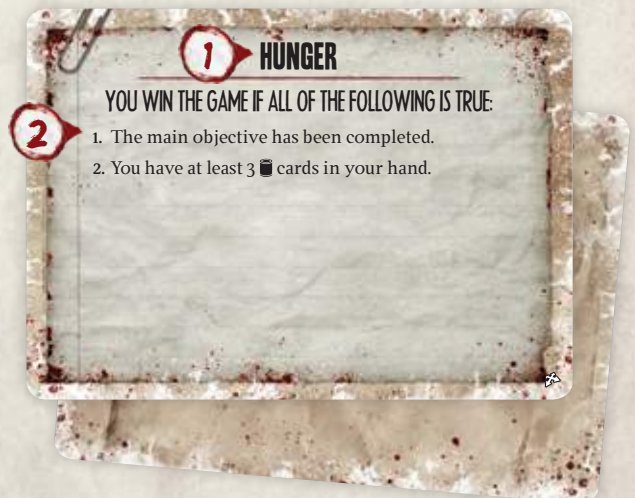 1 HUNGER
YOU WIN THE GAME IF ALL OF THE FOLLOWING IS TRUE:
2
1. The main objective has been completed.
2. You have at least 3 cards in your hand.